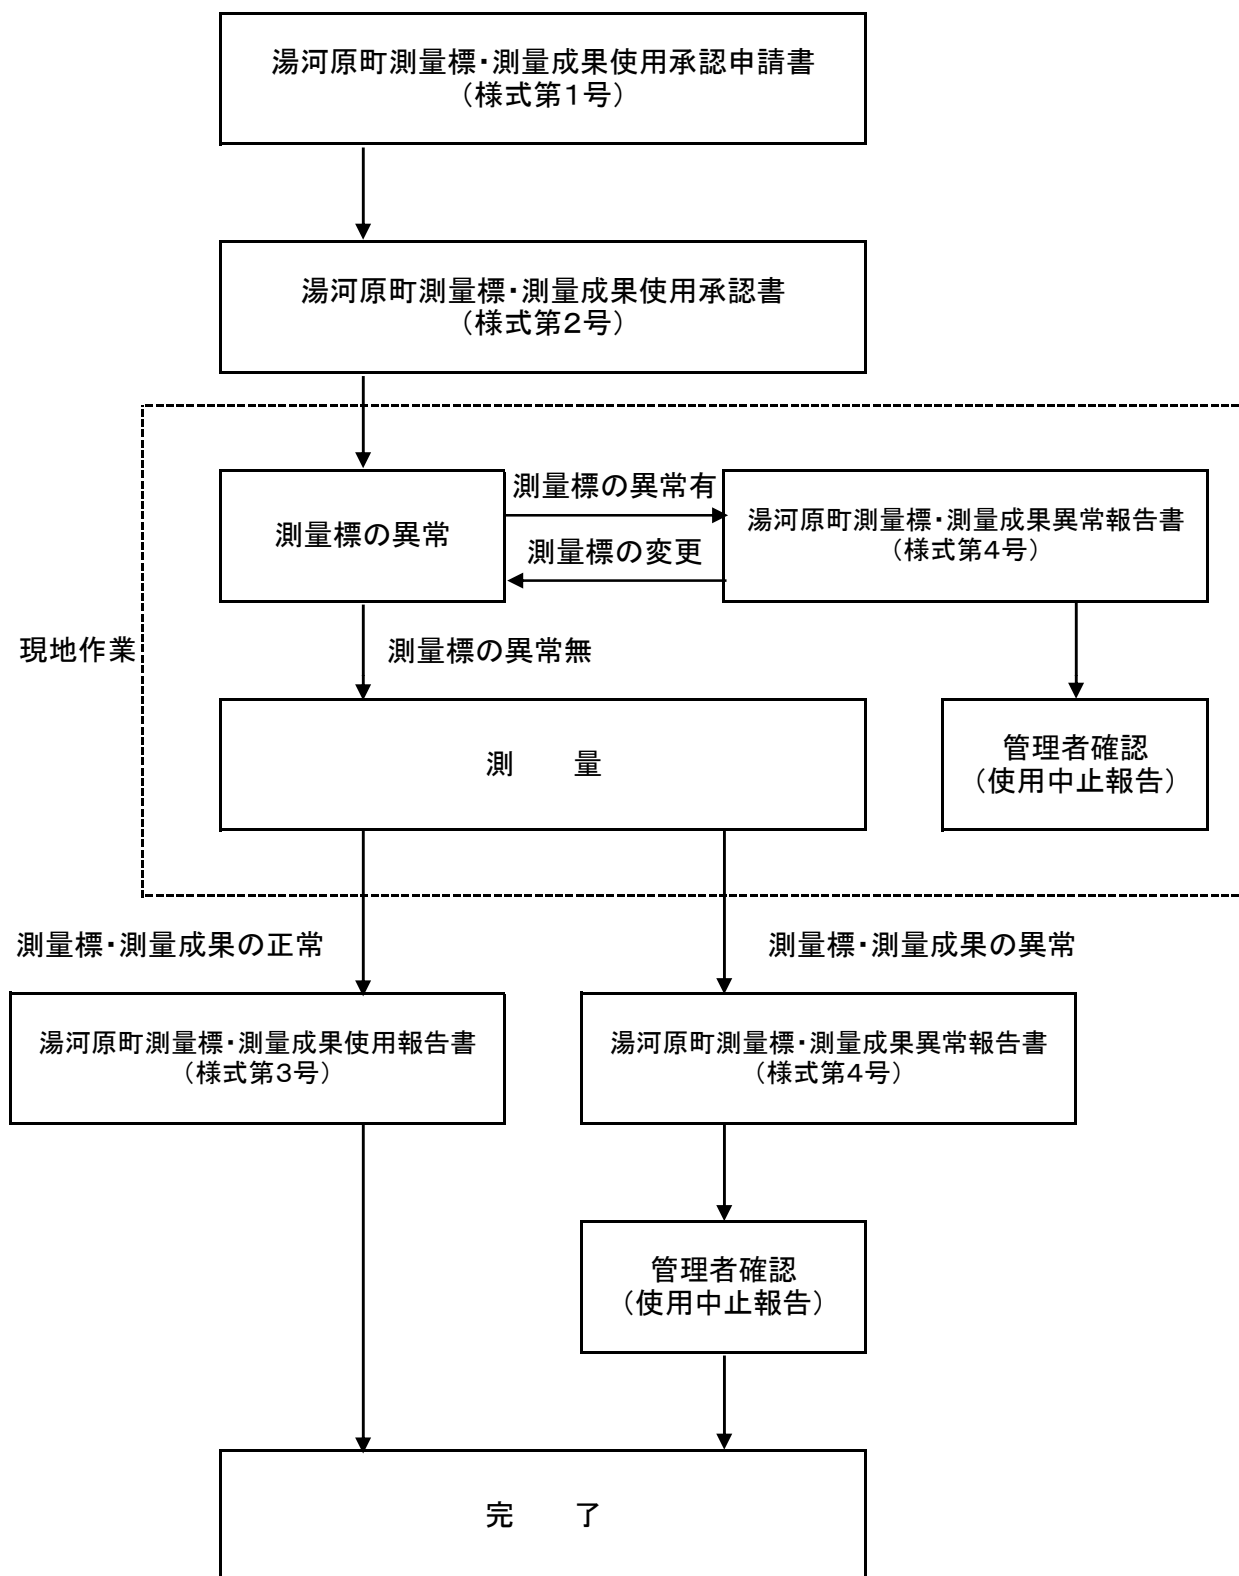 湯河原町測量標・測量成果使用承認申請書
（様式第1号）
湯河原町測量標・測量成果使用承認書
（様式第2号）
測量標の異常
測量標の異常有
測量標の変更
湯河原町測量標・測量成果異常報告書
（様式第4号）
現地作業
測量標の異常無
測　　量
管理者確認
（使用中止報告）
測量標・測量成果の正常
測量標・測量成果の異常
湯河原町測量標・測量成果使用報告書
（様式第3号）
湯河原町測量標・測量成果異常報告書
（様式第4号）
管理者確認
（使用中止報告）
完　　了